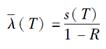 λ̄(T) = s(T) / (1 − R)